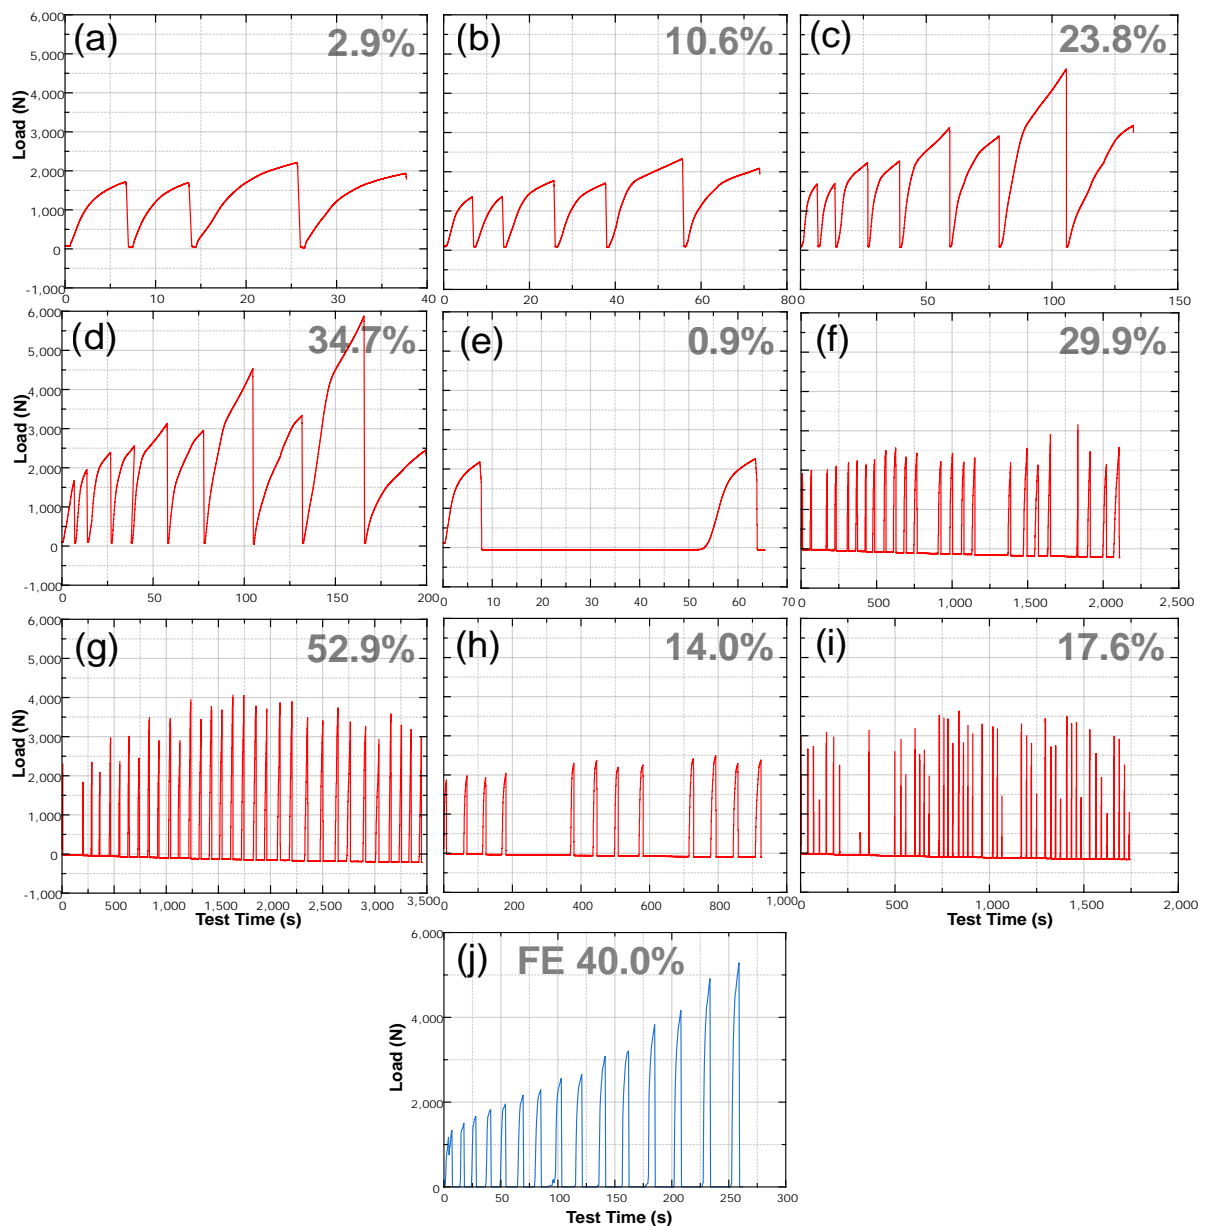 (a) 2.9%
(b) 10.6%
(c) 23.8%
6,000
5,000
4,000
3,000
2,000
1,000
0
-1,000
Load (N)
0 10 20 30 40
0 20 40 60 80
0 50 100 150
(d) 34.7%
(e) 0.9%
(f) 29.9%
6,000
5,000
4,000
3,000
2,000
1,000
0
-1,000
Load (N)
0 50 100 150 200
0 10 20 30 40 50 60 70
0 500 1,000 1,500 2,000 2,500
(g) 52.9%
(h) 14.0%
(i) 17.6%
6,000
5,000
4,000
3,000
2,000
1,000
0
-1,000
Load (N)
0 500 1,000 1,500 2,000 2,500 3,000 3,500
0 200 400 600 800 1,000
0 500 1,000 1,500 2,000
Test Time (s)
Test Time (s)
Test Time (s)
(j) FE 40.0%
6,000
4,000
2,000
0
Load (N)
0 50 100 150 200 250 300
Test Time (s)